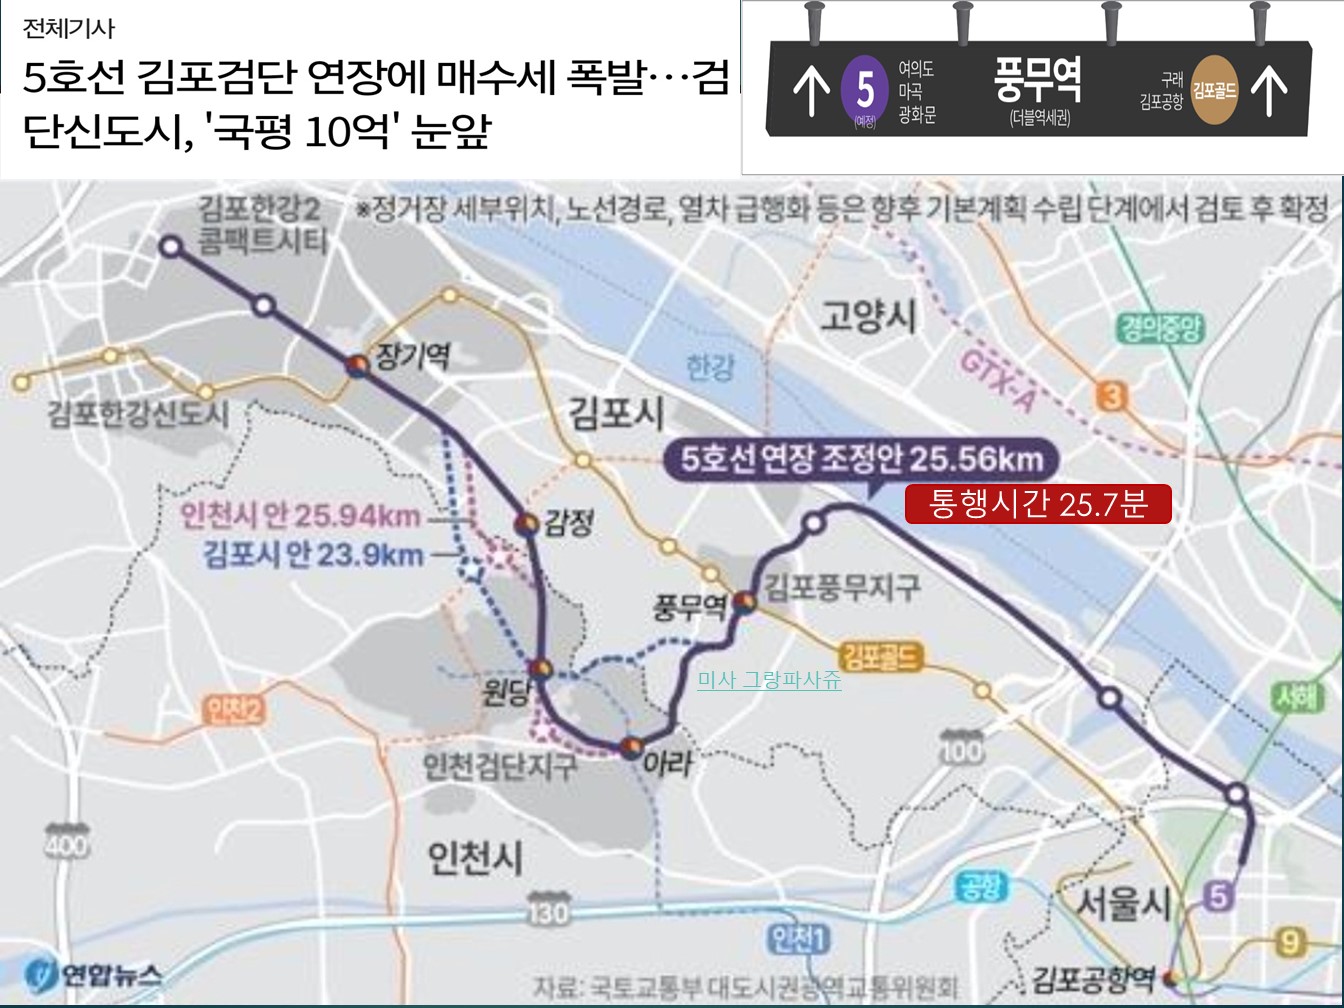 전체기사
5호선 김포검단 연장에 매수세 폭발…검
단신도시, '국평 10억' 눈앞
5
(예정)
여의도
마곡
광화문
풍무역
(더블역세권)
구래
김포공항
김포골드
김포한강2
콤팩트시티
※정거장 세부위치, 노선경로, 열차 급행화 등은 향후 기본계획 수립 단계에서 검토 후 확정
고양시
경의중앙
한강
GTX-A
3
장기역
김포한강신도시
김포시
5호선 연장 조정안 25.56km
통행시간 25.7분
인천시 안 25.94km
김포시 안 23.9km
감정
김포풍무지구
풍무역
김포골드
미사 그랑파사쥬
원당
서해
인천2
100
인천검단지구
아라
400
인천시
공항
서울시
5
130
인천1
9
연합뉴스
자료: 국토교통부 대도시권광역교통위원회
김포공항역